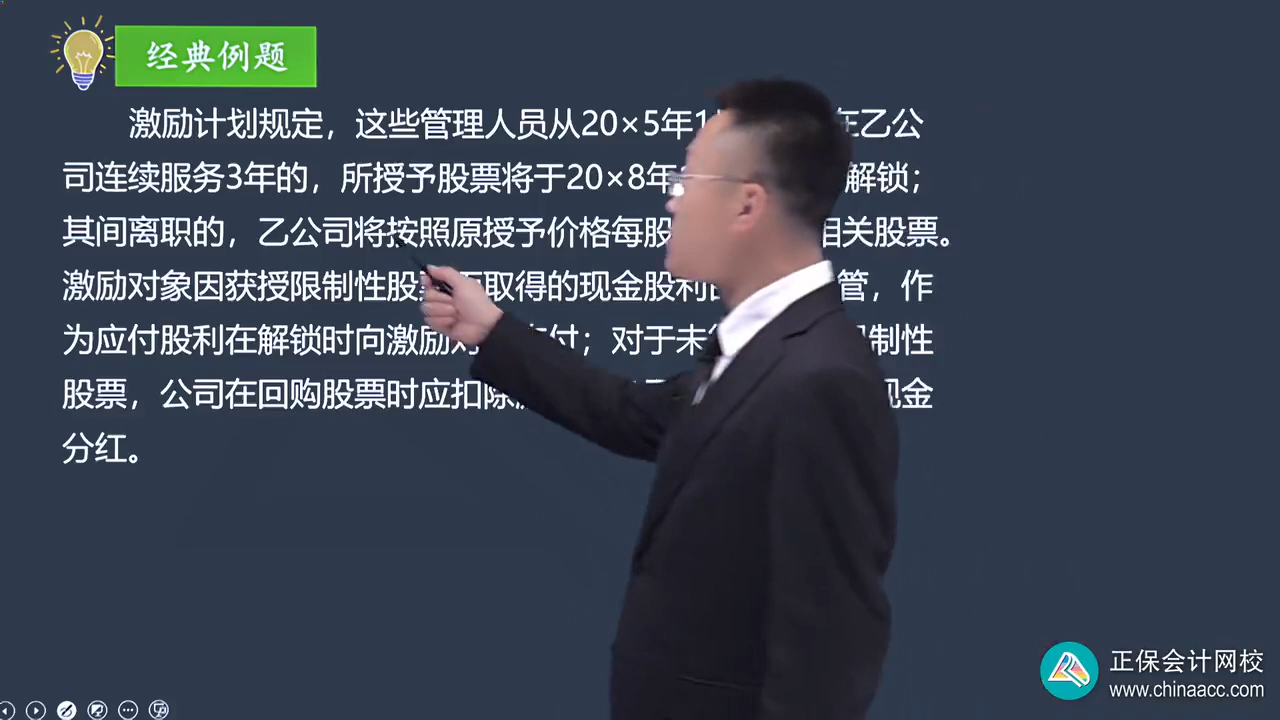 经典例题
激励计划规定，这些管理人员从20×5年1 在乙公
司连续服务3年的，所授予股票将于20×8年 解锁；
其间离职的，乙公司将按照原授予价格每股 相关股票。
激励对象因获授限制性股票而取得的现金股利 管，作
为应付股利在解锁时向激励对 付；对于未 限制性
股票，公司在回购股票时应扣除 现金
分红。
正保会计网校
www.chinaacc.com